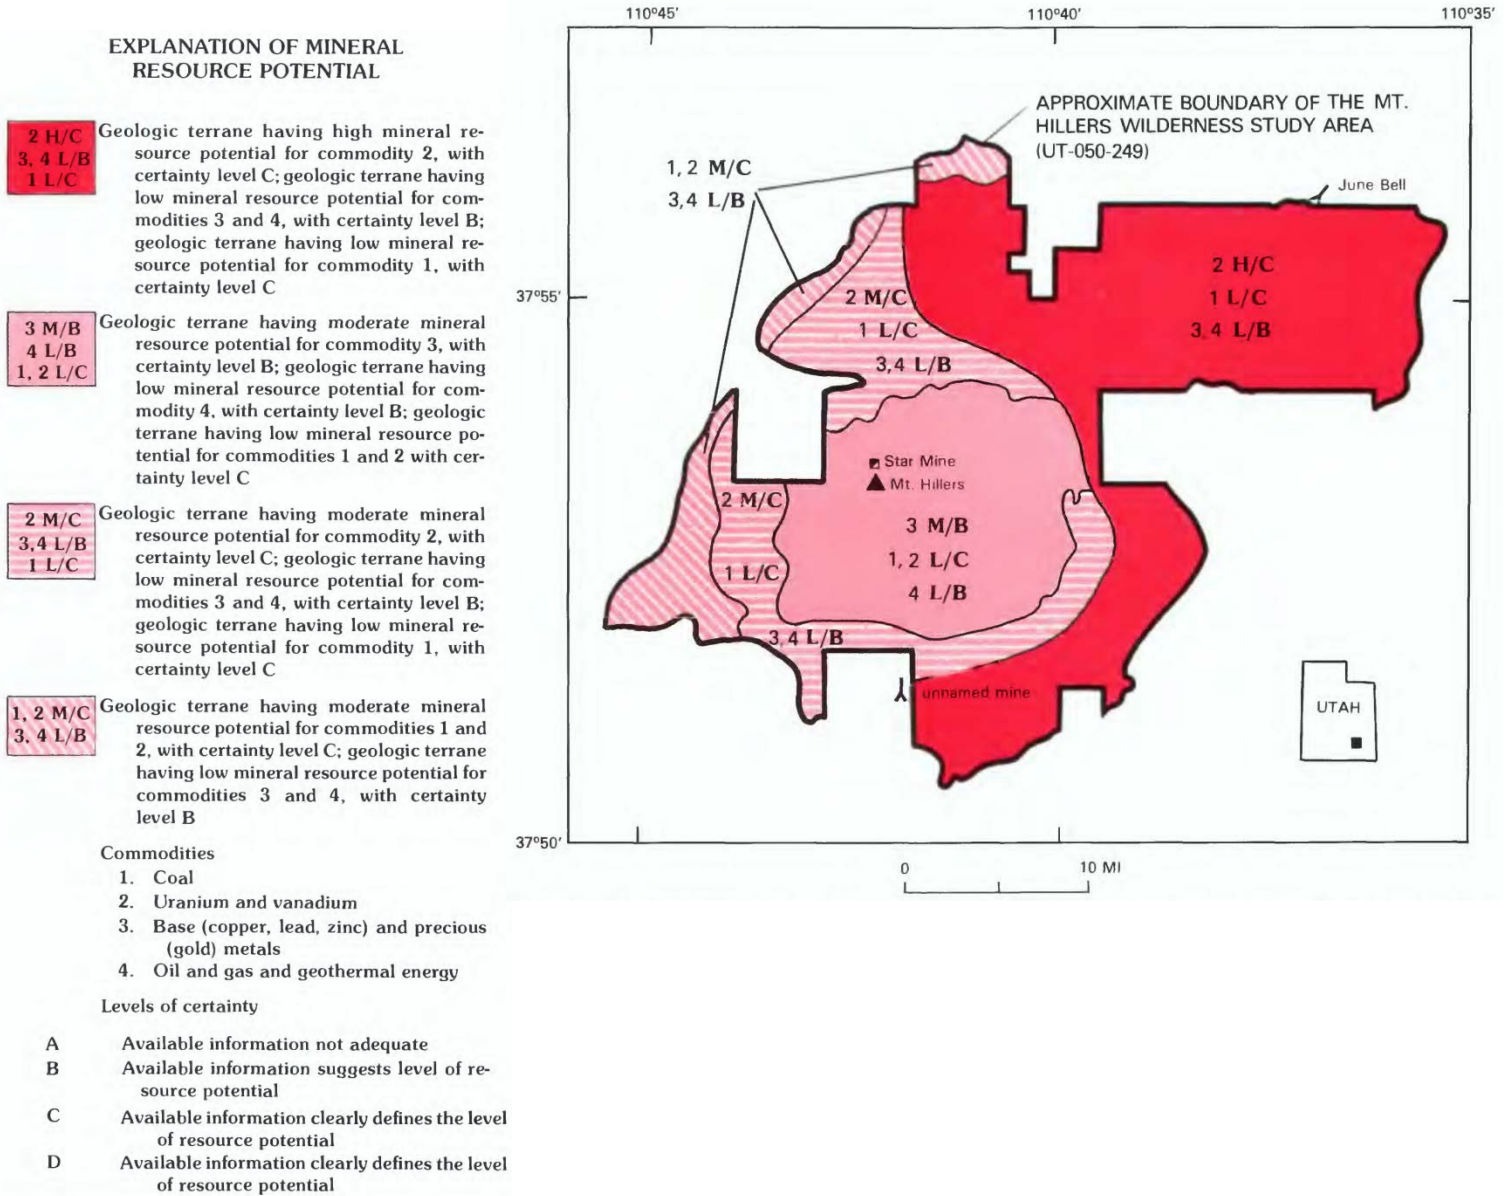 EXPLANATION OF MINERAL
RESOURCE POTENTIAL
2 H/C
3, 4 L/B
1 L/C
Geologic terrane having high mineral re-
source potential for commodity 2, with
certainty level C; geologic terrane having
low mineral resource potential for com-
modities 3 and 4, with certainty level B;
geologic terrane having low mineral re-
source potential for commodity 1, with
certainty level C
3 M/B
4 L/B
1, 2 L/C
Geologic terrane having moderate mineral
resource potential for commodity 3, with
certainty level B; geologic terrane having
low mineral resource potential for com-
modity 4, with certainty level B; geologic
terrane having low mineral resource po-
tential for commodities 1 and 2 with cer-
tainty level C
2 M/C
3,4 L/B
1 L/C
Geologic terrane having moderate mineral
resource potential for commodity 2, with
certainty level C; geologic terrane having
low mineral resource potential for com-
modities 3 and 4, with certainty level B;
geologic terrane having low mineral re-
source potential for commodity 1, with
certainty level C
1, 2 M/C
3, 4 L/B
Geologic terrane having moderate mineral
resource potential for commodities 1 and
2, with certainty level C; geologic terrane
having low mineral resource potential for
commodities 3 and 4, with certainty
level B
Commodities
1. Coal
2. Uranium and vanadium
3. Base (copper, lead, zinc) and precious
(gold) metals
4. Oil and gas and geothermal energy
Levels of certainty
A Available information not adequate
B Available information suggests level of re-
source potential
C Available information clearly defines the level
of resource potential
D Available information clearly defines the level
of resource potential
110°45'
110°40'
110°35'
APPROXIMATE BOUNDARY OF THE MT.
HILLERS WILDERNESS STUDY AREA
(UT-050-249)
1, 2 M/C
3,4 L/B
June Bell
37°55'
2 H/C
1 L/C
3,4 L/B
2 M/C
1 L/C
3,4 L/B
Star Mine
Mt. Hillers
2 M/C
3 M/B
1, 2 L/C
4 L/B
1 L/C
3,4 L/B
unnamed mine
UTAH
37°50'
0
10 MI